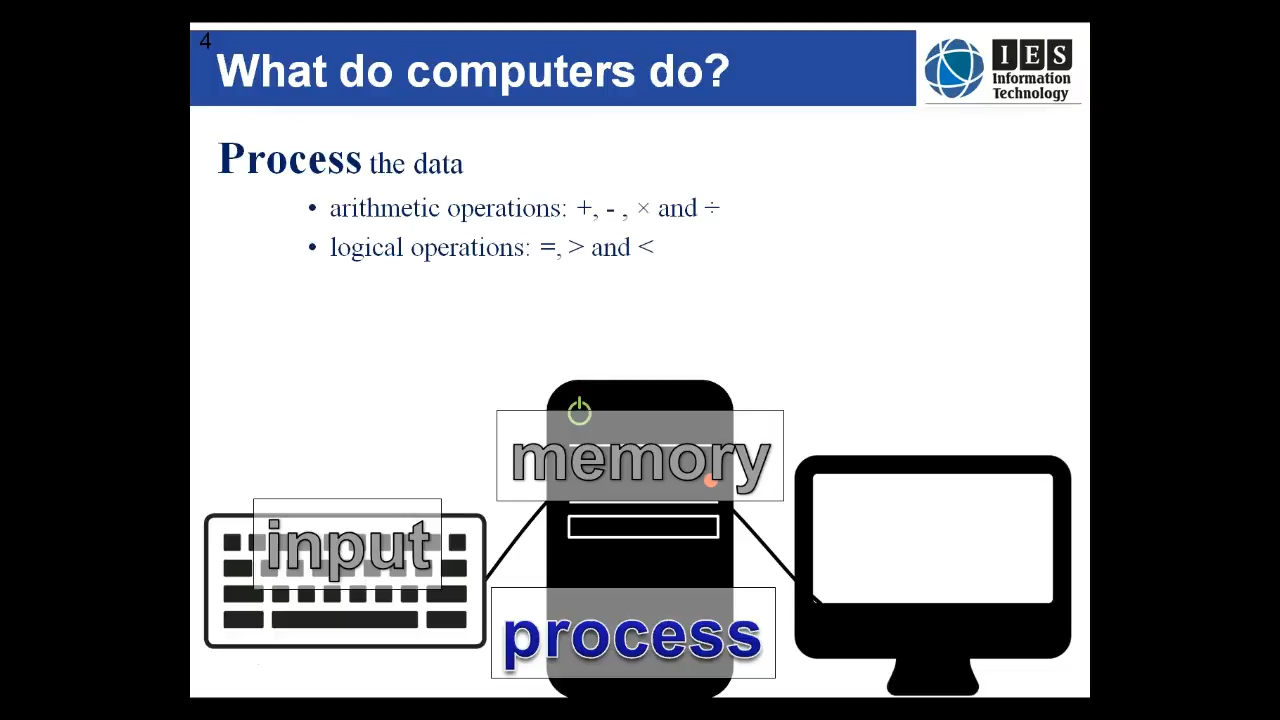 4
What do computers do?
IES
Information
Technology
Process the data
• arithmetic operations: +, - , × and ÷
• logical operations: =, > and <
memory
input
process